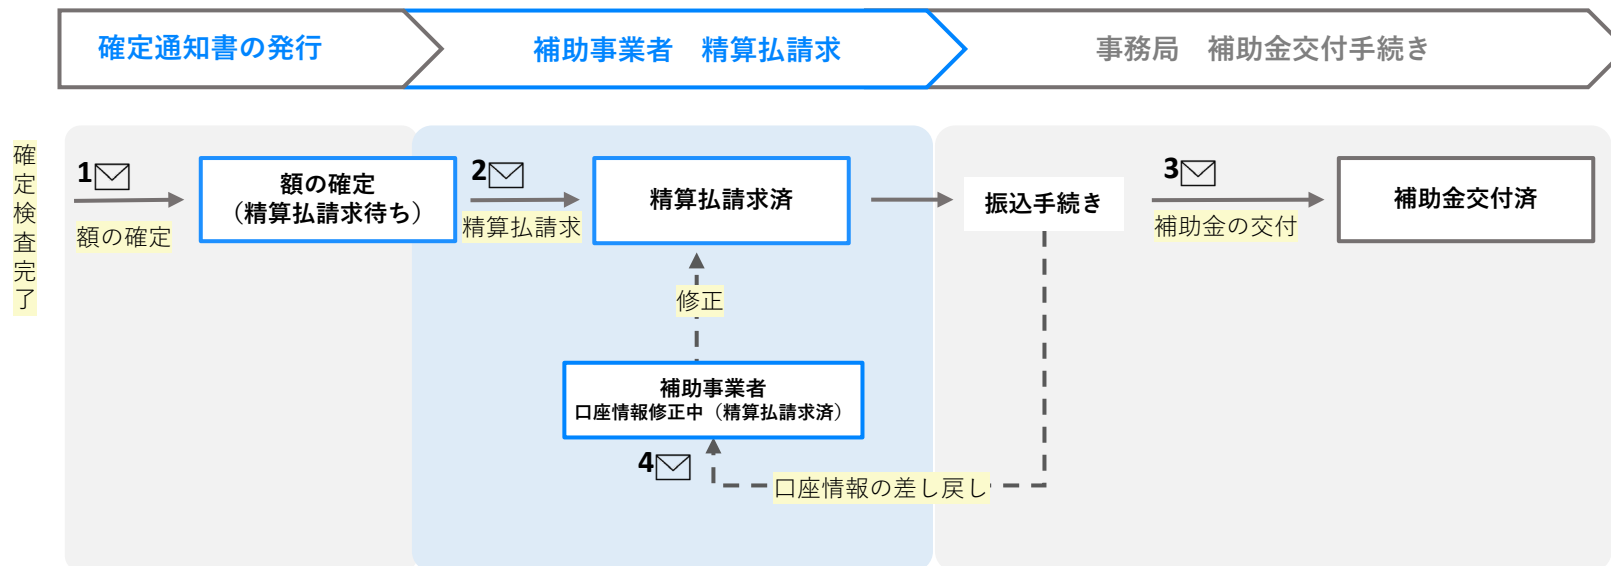 確定通知書の発行
補助事業者　精算払請求
事務局　補助金交付手続き
確定検査完了
1
額の確定
額の確定
（精算払請求待ち）
2
精算払請求
精算払請求済
振込手続き
3
補助金の交付
補助金交付済
修正
補助事業者
口座情報修正中（精算払請求済）
4
口座情報の差し戻し